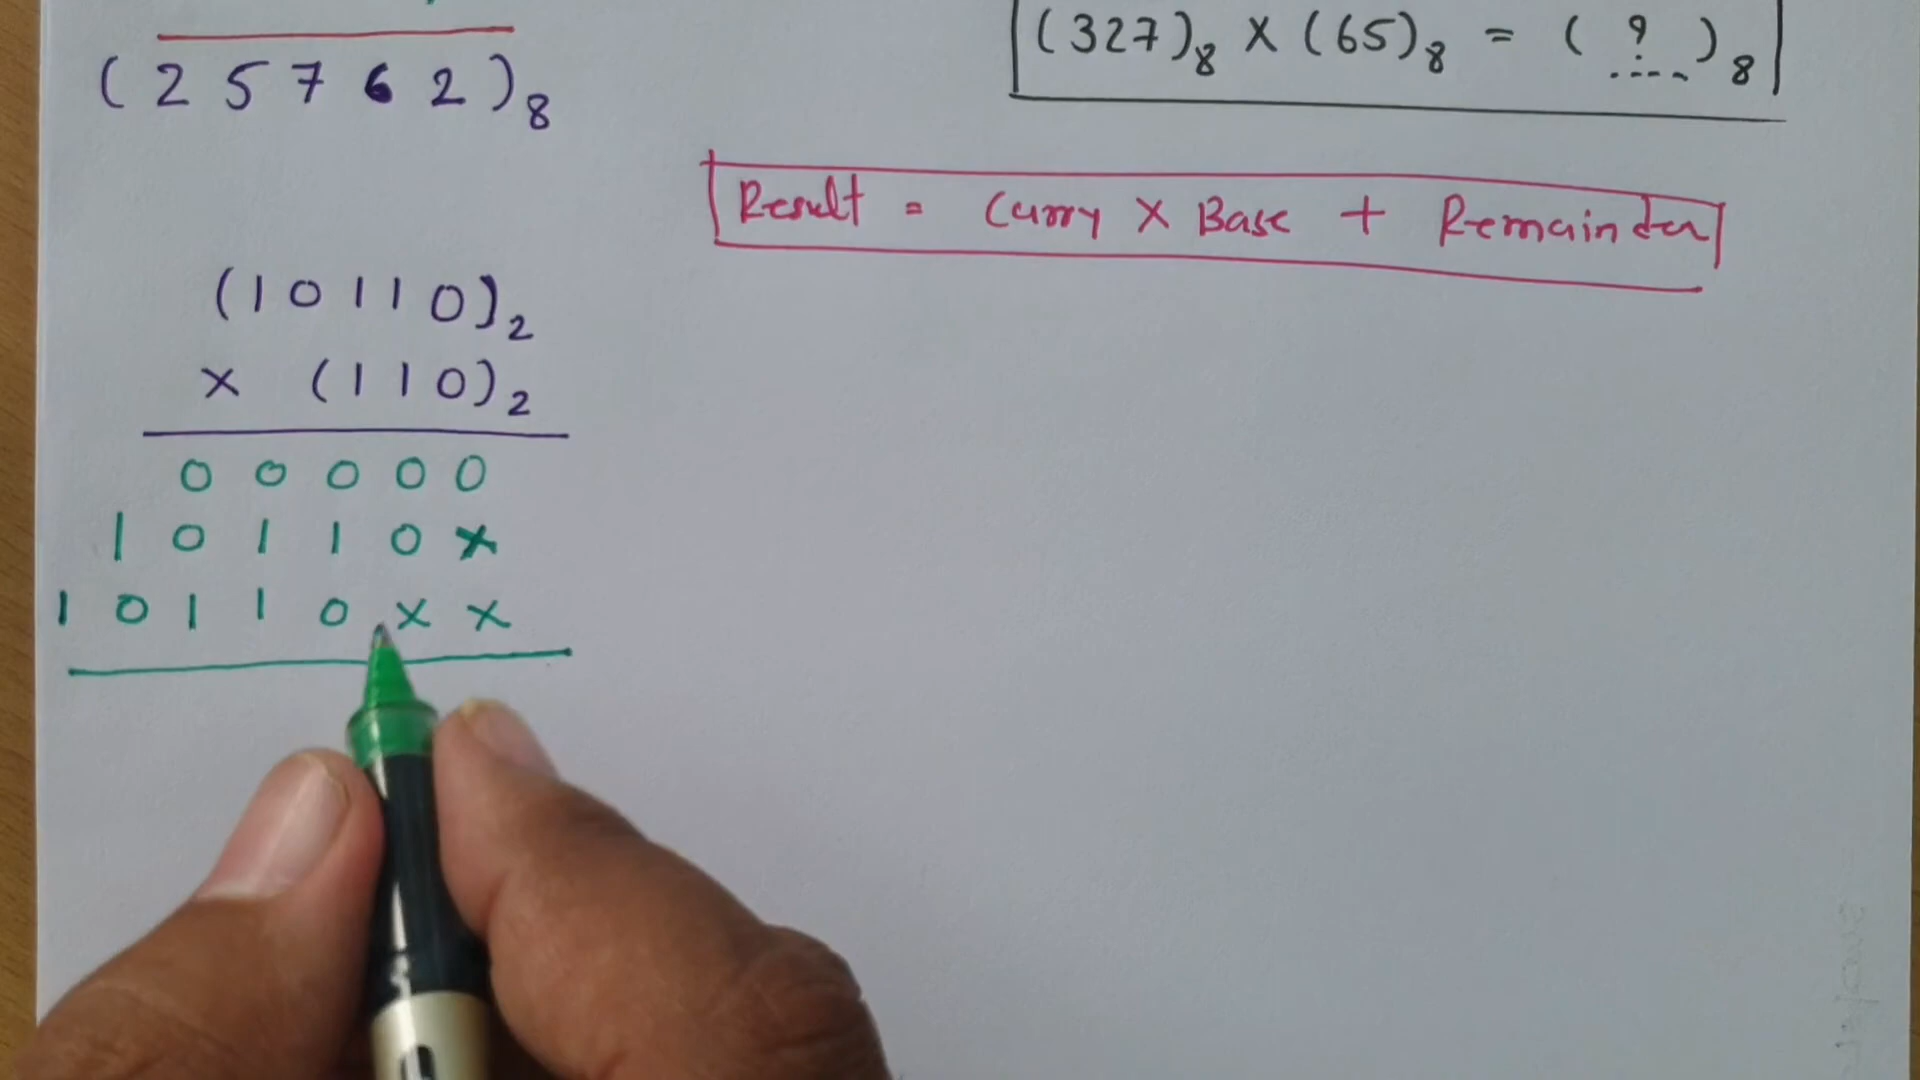 (327)₈ X (65)₈ = ( ? )₈
(25762)₈
Result = Carry X Base + Remainder
(10110)₂
x (110)₂
0 0 0 0 0
1 0 1 1 0 x
1 0 1 1 0 x x